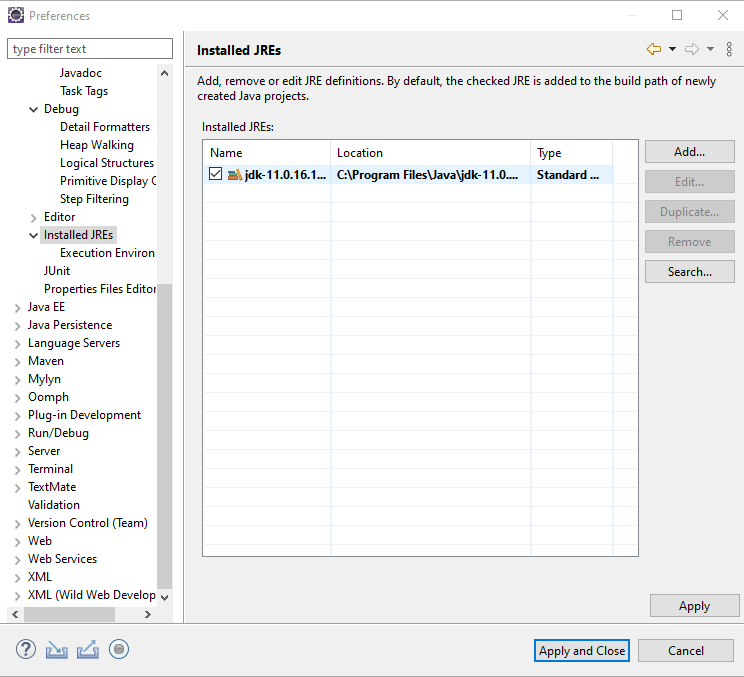 Preferences
type filter text
Javadoc
Task Tags
Debug
Detail Formatters
Heap Walking
Logical Structures
Primitive Display C
Step Filtering
Editor
Installed JREs
Execution Environ
JUnit
Properties Files Editor
Java EE
Java Persistence
Language Servers
Maven
Mylyn
Oomph
Plug-in Development
Run/Debug
Server
Terminal
TextMate
Validation
Version Control (Team)
Web
Web Services
XML
XML (Wild Web Develop
Installed JREs
Add, remove or edit JRE definitions. By default, the checked JRE is added to the build path of newly
created Java projects.
Installed JREs:
Name Location Type
jdk-11.0.16.1... C:\Program Files\Java\jdk-11.0.... Standard ...
Add...
Edit...
Duplicate...
Remove
Search...
Apply
Apply and Close Cancel